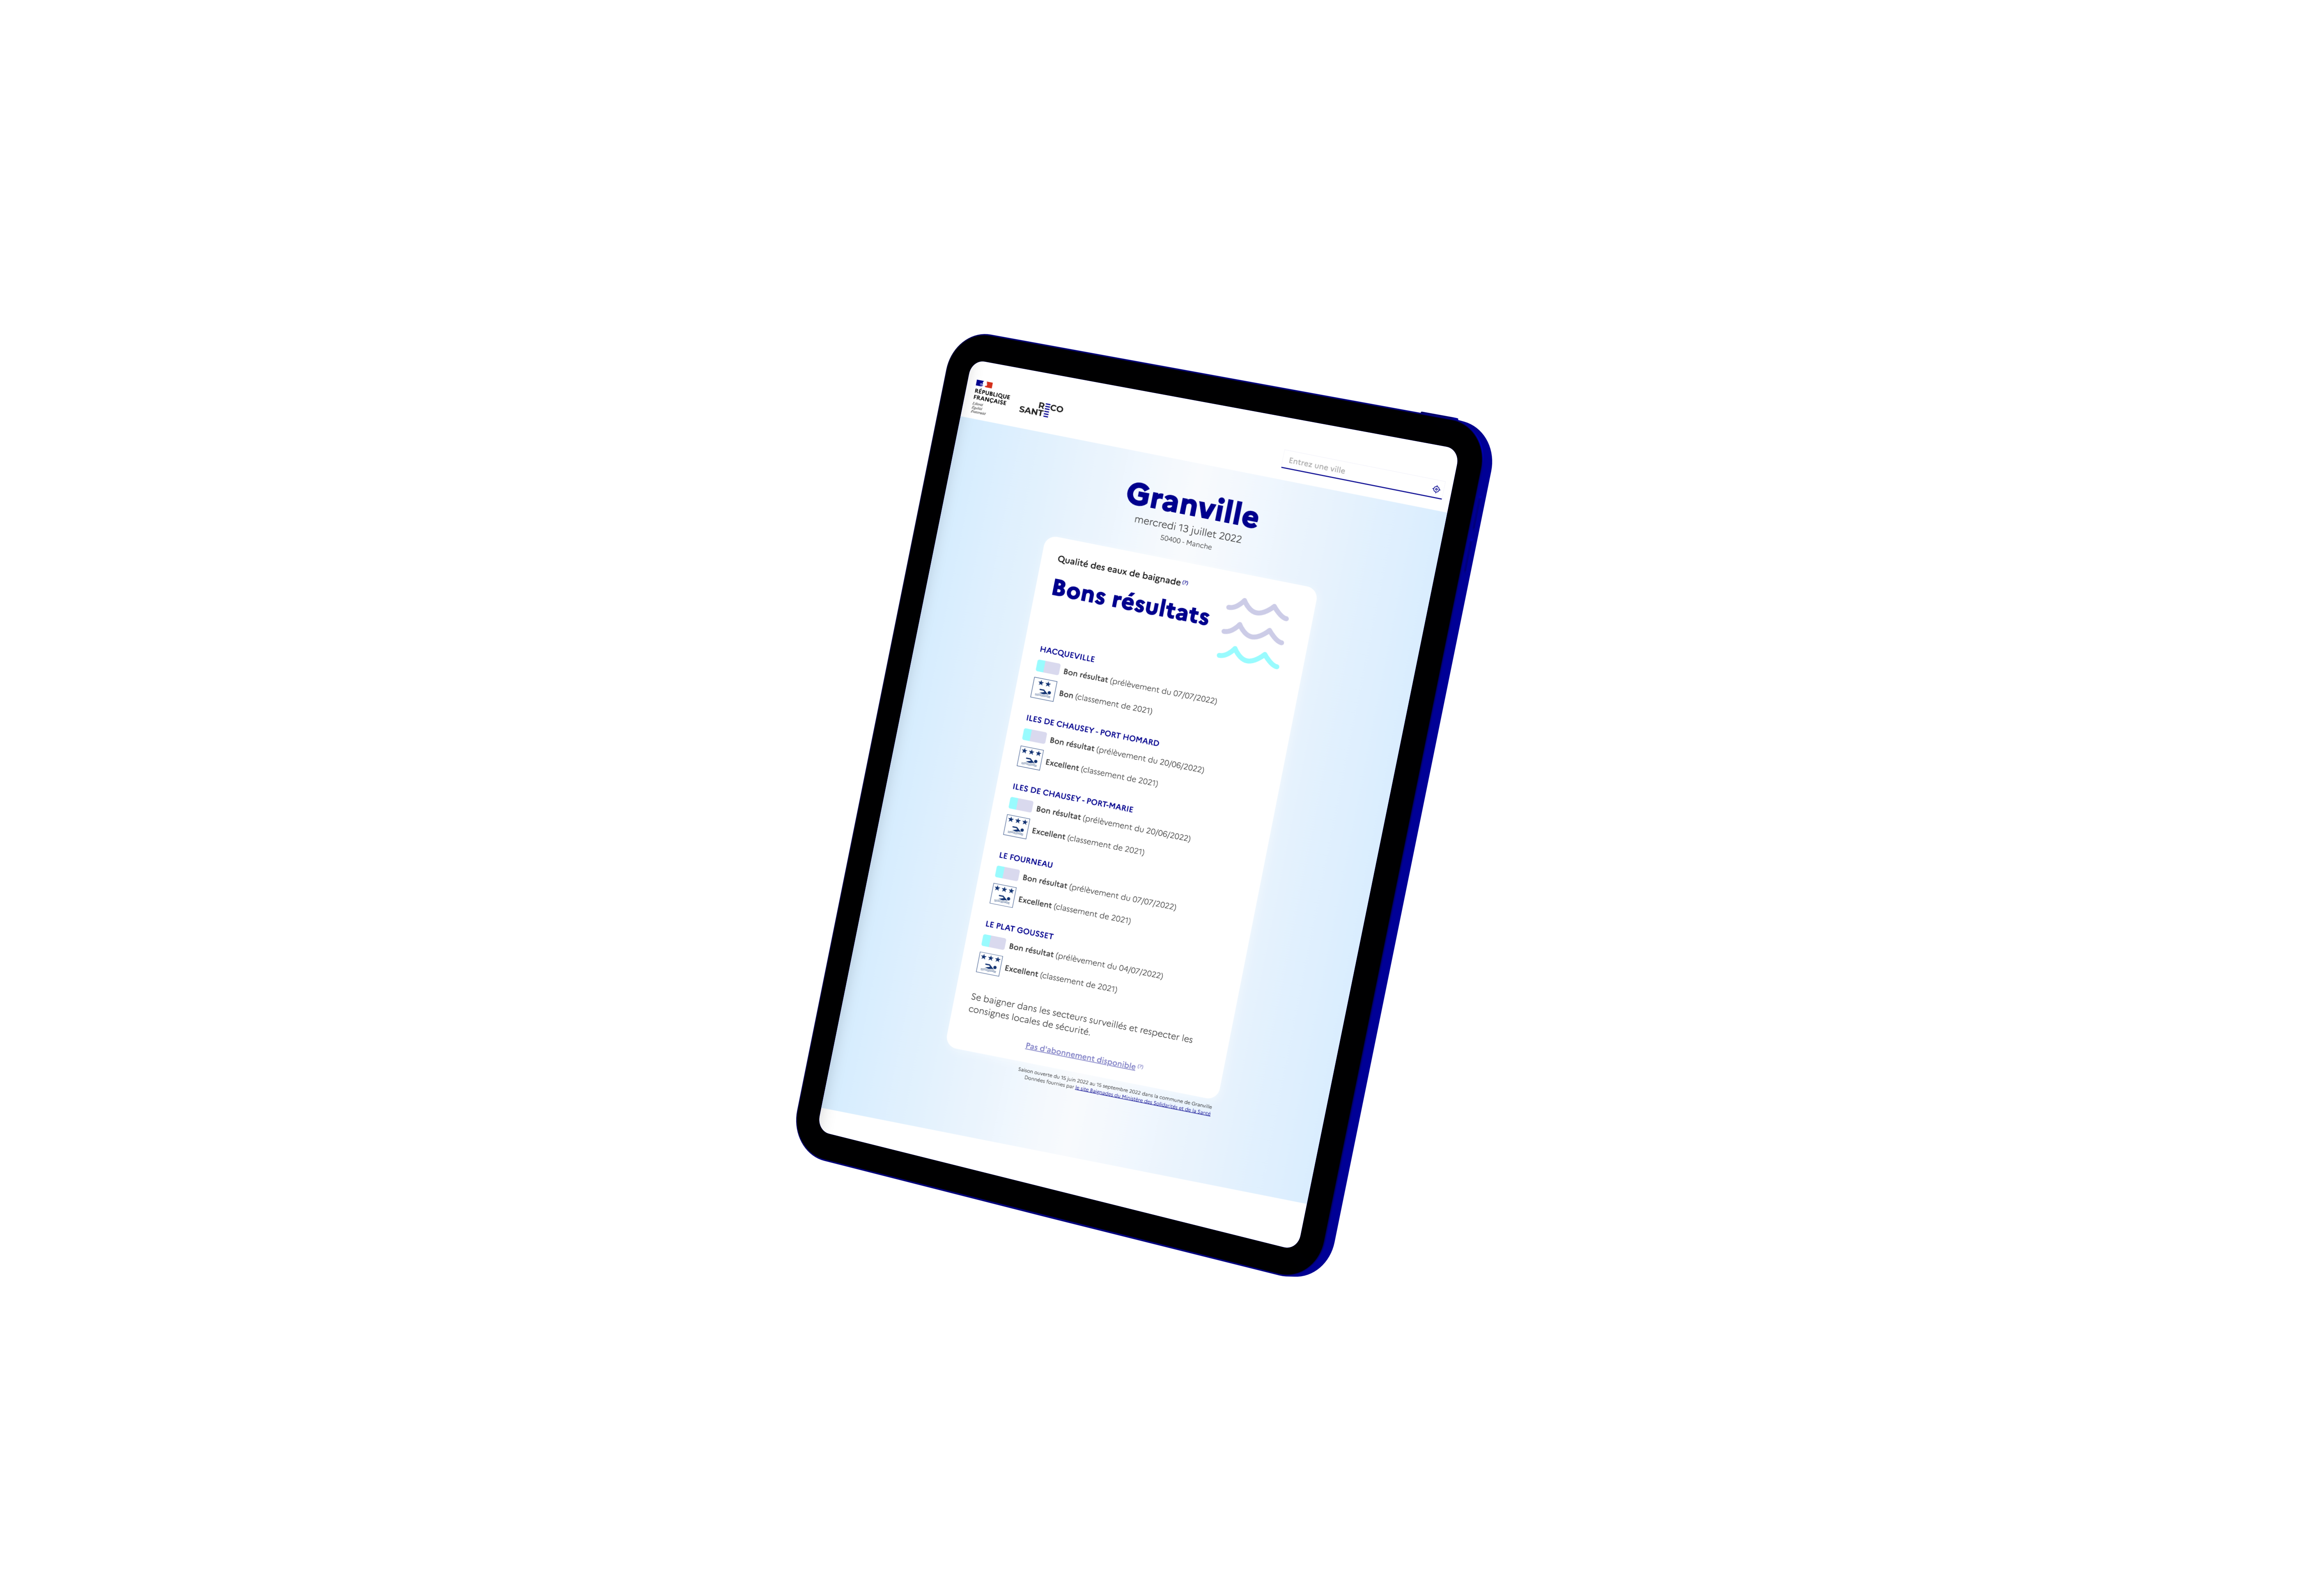 RÉPUBLIQUE
FRANÇAISE
Liberté
Égalité
Fraternité
RECO
SANTÉ
Entrez une ville
Granville
mercredi 13 juillet 2022
50400 - Manche
Qualité des eaux de baignade (?)
Bons résultats
HACQUEVILLE
Bon résultat (prélèvement du 07/07/2022)
Bon (classement de 2021)
ILES DE CHAUSEY - PORT HOMARD
Bon résultat (prélèvement du 20/06/2022)
Excellent (classement de 2021)
ILES DE CHAUSEY - PORT-MARIE
Bon résultat (prélèvement du 20/06/2022)
Excellent (classement de 2021)
LE FOURNEAU
Bon résultat (prélèvement du 07/07/2022)
Excellent (classement de 2021)
LE PLAT GOUSSET
Bon résultat (prélèvement du 04/07/2022)
Excellent (classement de 2021)
Se baigner dans les secteurs surveillés et respecter les
consignes locales de sécurité.
Pas d'abonnement disponible (?)
Saison ouverte du 15 juin 2022 au 15 septembre 2022 dans la commune de Granville
Données fournies par le site Baignades du Ministère des Solidarités et de la Santé